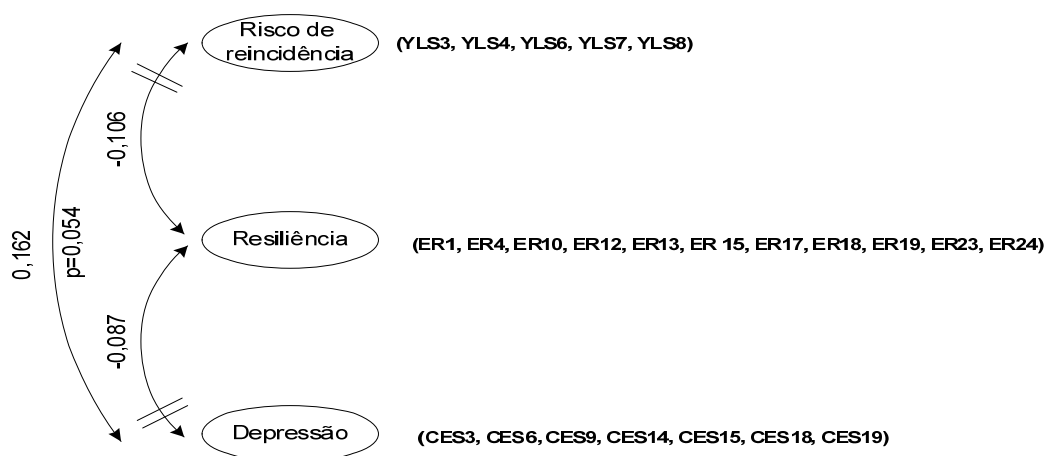 Risco de
reincidência
(YLS3, YLS4, YLS6, YLS7, YLS8)
-0,106
0,162
p=0,054
Resiliência
(ER1, ER4, ER10, ER12, ER13, ER 15, ER17, ER18, ER19, ER23, ER24)
-0,087
Depressão
(CES3, CES6, CES9, CES14, CES15, CES18, CES19)